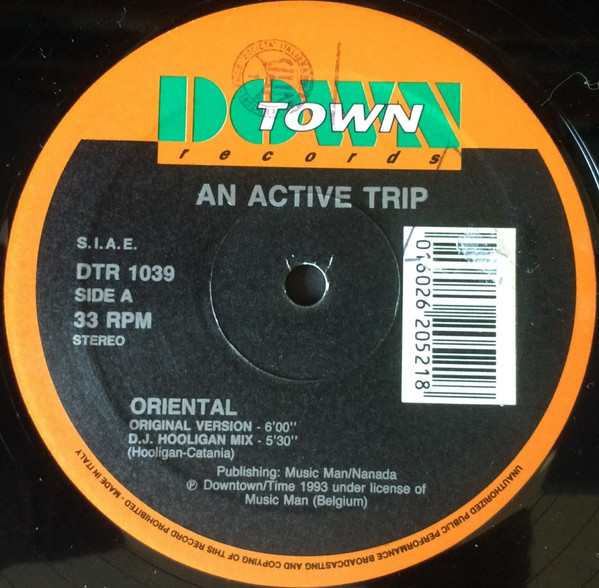 DOWN
TOWN
records
AN ACTIVE TRIP
S.I.A.E.
DTR 1039
SIDE A
33 RPM
STEREO
016026 205218
ORIENTAL
ORIGINAL VERSION - 6'00''
D.J. HOOLIGAN MIX - 5'30''
(Hooligan-Catania)
Publishing: Music Man/Nanada
℗ Downtown/Time 1993 under license of
Music Man (Belgium)
UNAUTHORIZED PUBLIC PERFORMANCE BROADCASTING AND COPYING OF THIS RECORD PROHIBITED - MADE IN ITALY